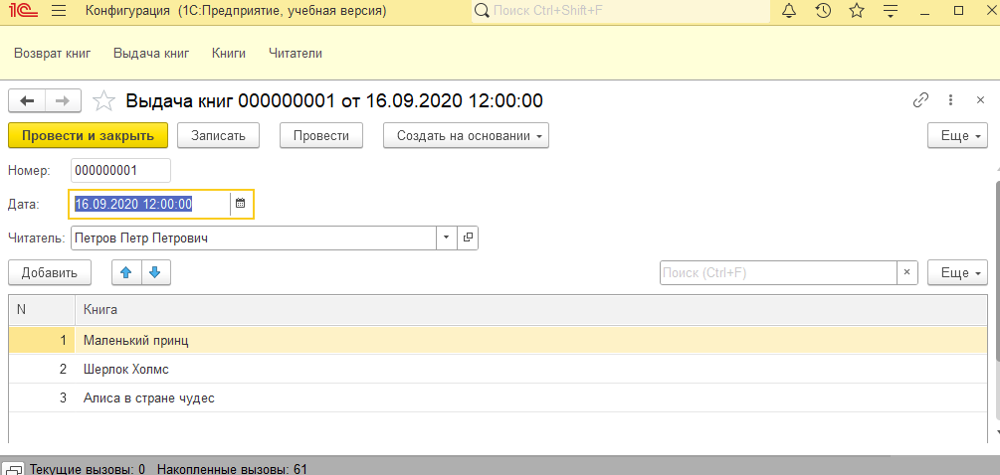 1С Конфигурация (1С:Предприятие, учебная версия) Поиск Ctrl+Shift+F
Возврат книг Выдача книг Книги Читатели
Выдача книг 000000001 от 16.09.2020 12:00:00
Провести и закрыть Записать Провести Создать на основании Еще
Номер: 000000001
Дата: 16.09.2020 12:00:00
Читатель: Петров Петр Петрович
Добавить Поиск (Ctrl+F) × Еще
N Книга
1 Маленький принц
2 Шерлок Холмс
3 Алиса в стране чудес
Текущие вызовы: 0 Накопленные вызовы: 61